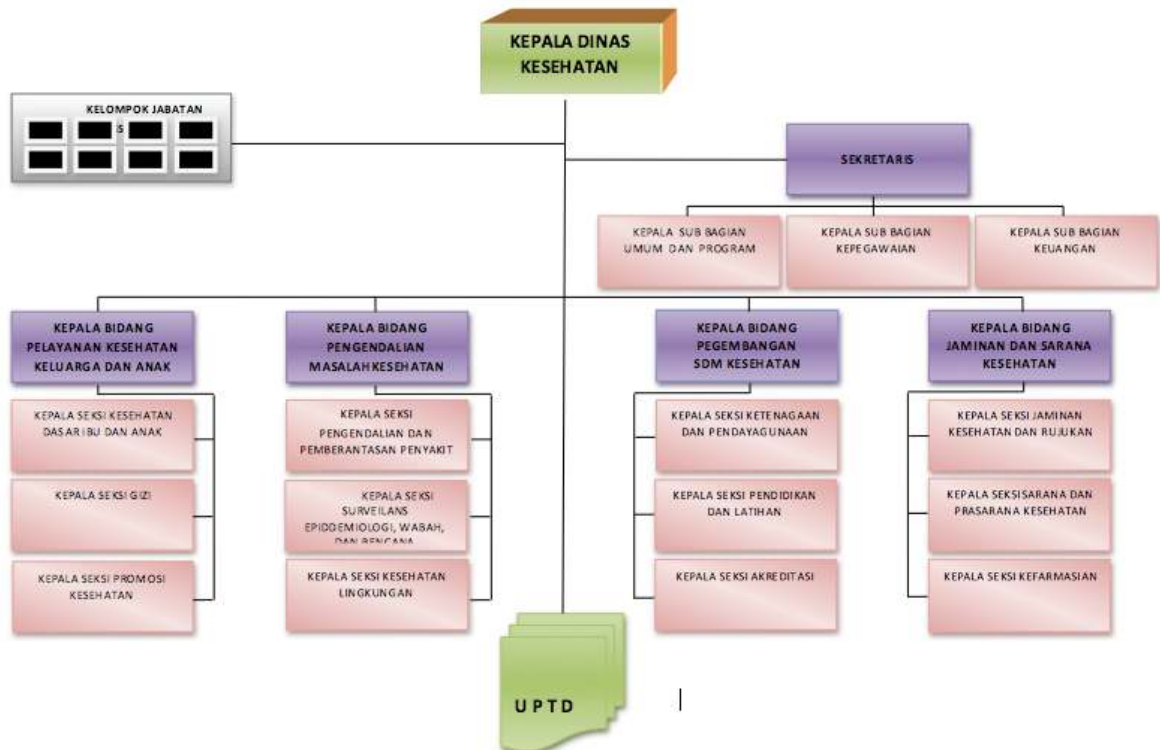 KEPALA DINAS
KESEHATAN
KELOMPOK JABATAN
SEKRETARIS
KEPALA SUB BAGIAN
UMUM DAN PROGRAM
KEPALA SUB BAGIAN
KEPEGAWAIAN
KEPALA SUB BAGIAN
KEUANGAN
KEPALA BIDANG
PELAYANAN KESEHATAN
KELUARGA DAN ANAK
KEPALA BIDANG
PENGENDALIAN
MASALAH KESEHATAN
KEPALA BIDANG
PEGEMBANGAN
SDM KESEHATAN
KEPALA BIDANG
JAMINAN DAN SARANA
KESEHATAN
KEPALA SEKSI KESEHATAN
DASAR IBU DAN ANAK
KEPALA SEKSI
PENGENDALIAN DAN
PEMBERANTASAN PENYAKIT
KEPALA SEKSI KETENAGAAN
DAN PENDAYAGUNAAN
KEPALA SEKSI JAMINAN
KESEHATAN DAN RUJUKAN
KEPALA SEKSI GIZI
KEPALA SEKSI
SURVEILANS
EPIDDEMIOLOGI, WABAH,
DAN BENCANA
KEPALA SEKSI PENDIDIKAN
DAN LATIHAN
KEPALA SEKSI SARANA DAN
PRASARANA KESEHATAN
KEPALA SEKSI PROMOSI
KESEHATAN
KEPALA SEKSI KESEHATAN
LINGKUNGAN
KEPALA SEKSI AKREDITASI
KEPALA SEKSI KEFARMASIAN
UPTD